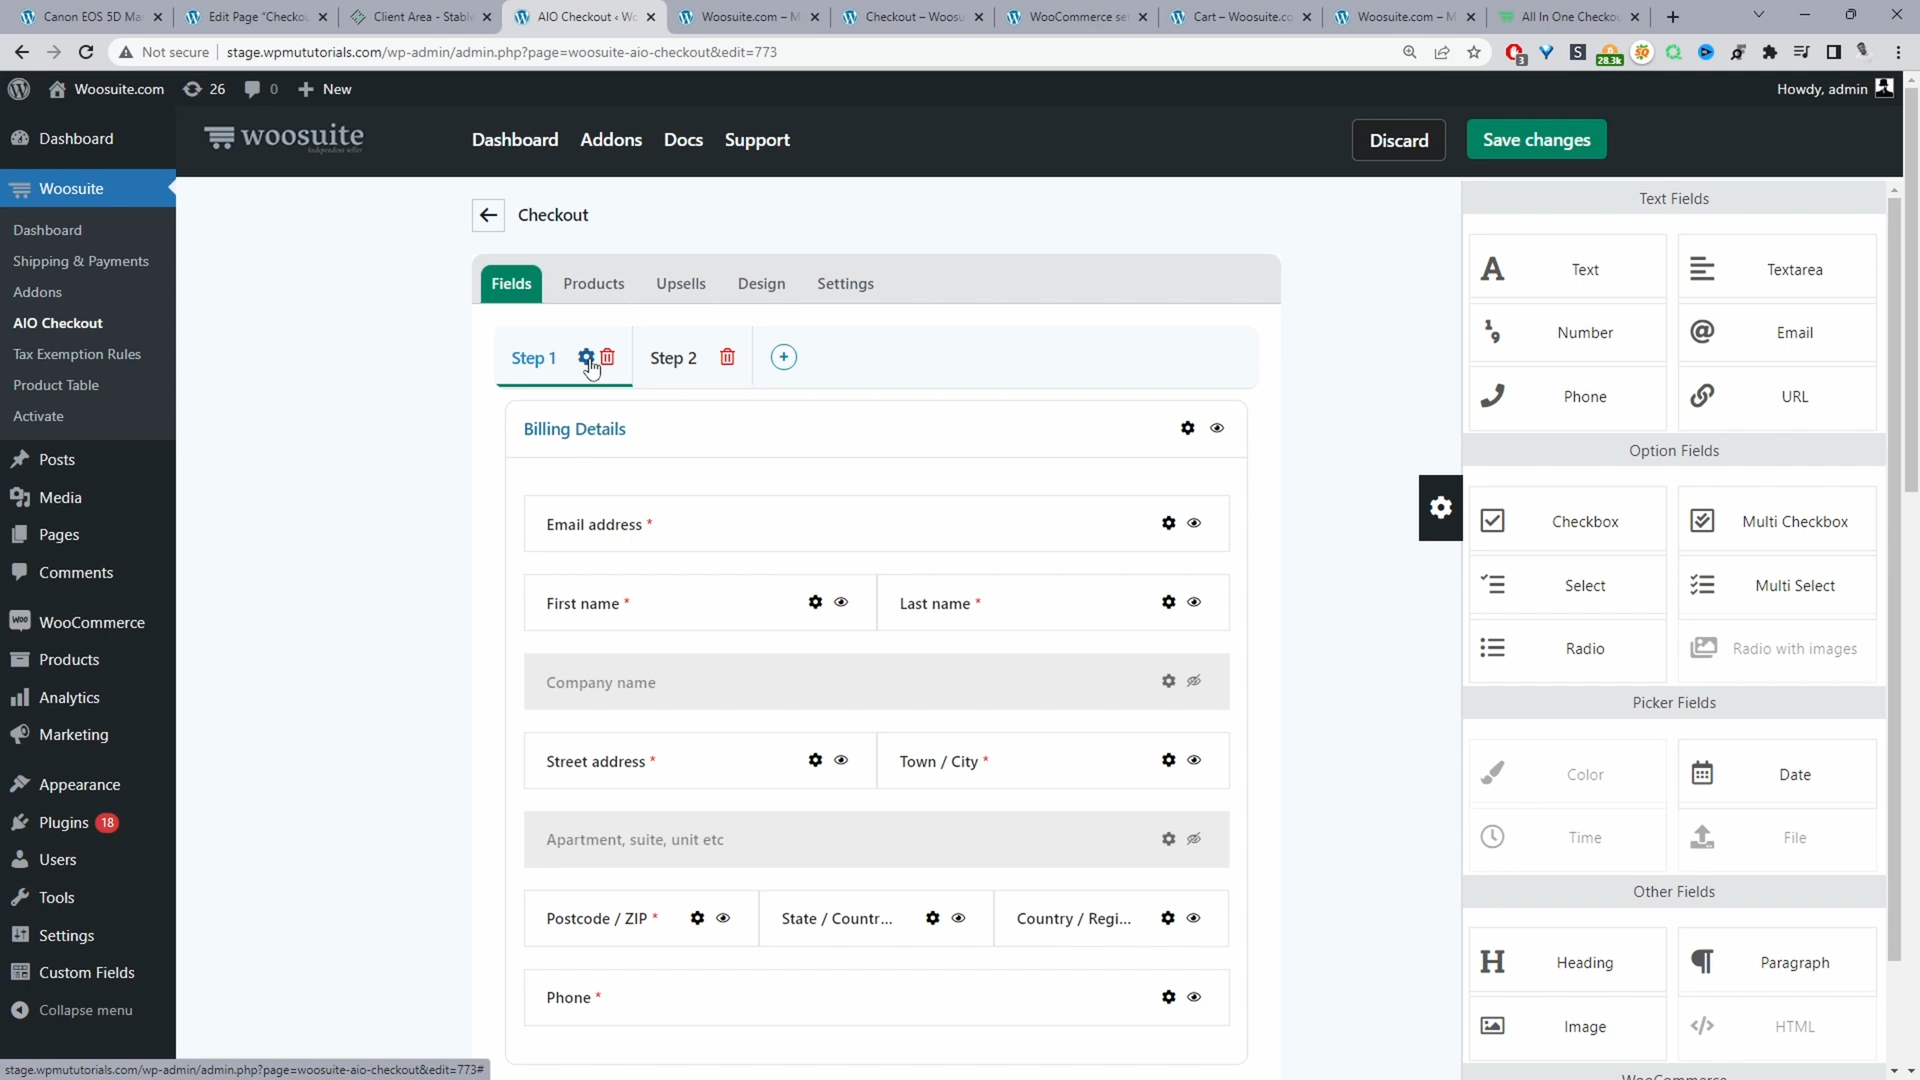 Canon EOS 5D Ma
Edit Page "Checko
Client Area - Stabl
AIO Checkout ‹ Wo
Woosuite.com – M
Checkout – Woosu
WooCommerce se
Cart – Woosuite.co
Woosuite.com – M
All In One Checko
Not secure
stage.wpmututorials.com/wp-admin/admin.php?page=woosuite-aio-checkout&edit=773
3
28.3k
Woosuite.com
26
0
New
Howdy, admin
woosuite
Independent seller
Dashboard
Addons
Docs
Support
Discard
Save changes
Dashboard
Woosuite
Dashboard
Shipping & Payments
Addons
AIO Checkout
Tax Exemption Rules
Product Table
Activate
Posts
Media
Pages
Comments
WooCommerce
Products
Analytics
Marketing
Appearance
Plugins 18
Users
Tools
Settings
Custom Fields
Collapse menu
Checkout
Fields
Products
Upsells
Design
Settings
Step 1
Step 2
Billing Details
Email address *
First name *
Last name *
Company name
Street address *
Town / City *
Apartment, suite, unit etc
Postcode / ZIP *
State / Countr...
Country / Regi...
Phone *
Text Fields
Text
Textarea
Number
Email
Phone
URL
Option Fields
Checkbox
Multi Checkbox
Select
Multi Select
Radio
Radio with images
Picker Fields
Color
Date
Time
File
Other Fields
Heading
Paragraph
Image
HTML
WooCommerce
stage.wpmututorials.com/wp-admin/admin.php?page=woosuite-aio-checkout&edit=773#